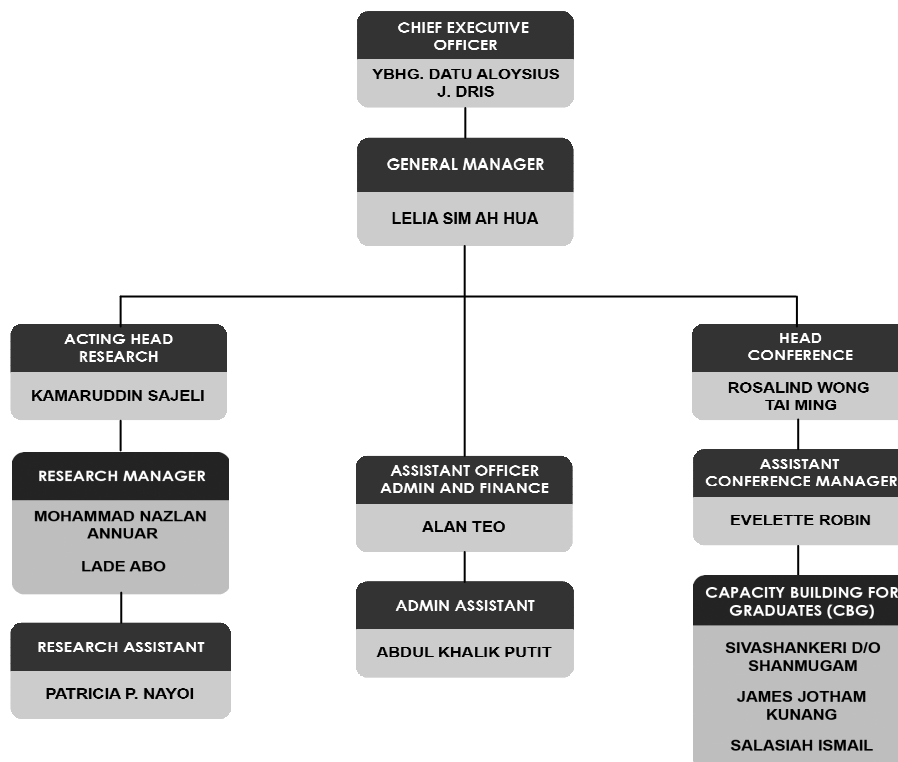 CHIEF EXECUTIVE
OFFICER
YBHG. DATU ALOYSIUS
J. DRIS
GENERAL MANAGER
LELIA SIM AH HUA
ACTING HEAD
RESEARCH
KAMARUDDIN SAJELI
RESEARCH MANAGER
MOHAMMAD NAZLAN
ANNUAR
LADE ABO
RESEARCH ASSISTANT
PATRICIA P. NAYOI
ASSISTANT OFFICER
ADMIN AND FINANCE
ALAN TEO
ADMIN ASSISTANT
ABDUL KHALIK PUTIT
HEAD
CONFERENCE
ROSALIND WONG
TAI MING
ASSISTANT
CONFERENCE MANAGER
EVELETTE ROBIN
CAPACITY BUILDING FOR
GRADUATES (CBG)
SIVASHANKERI D/O
SHANMUGAM
JAMES JOTHAM
KUNANG
SALASIAH ISMAIL